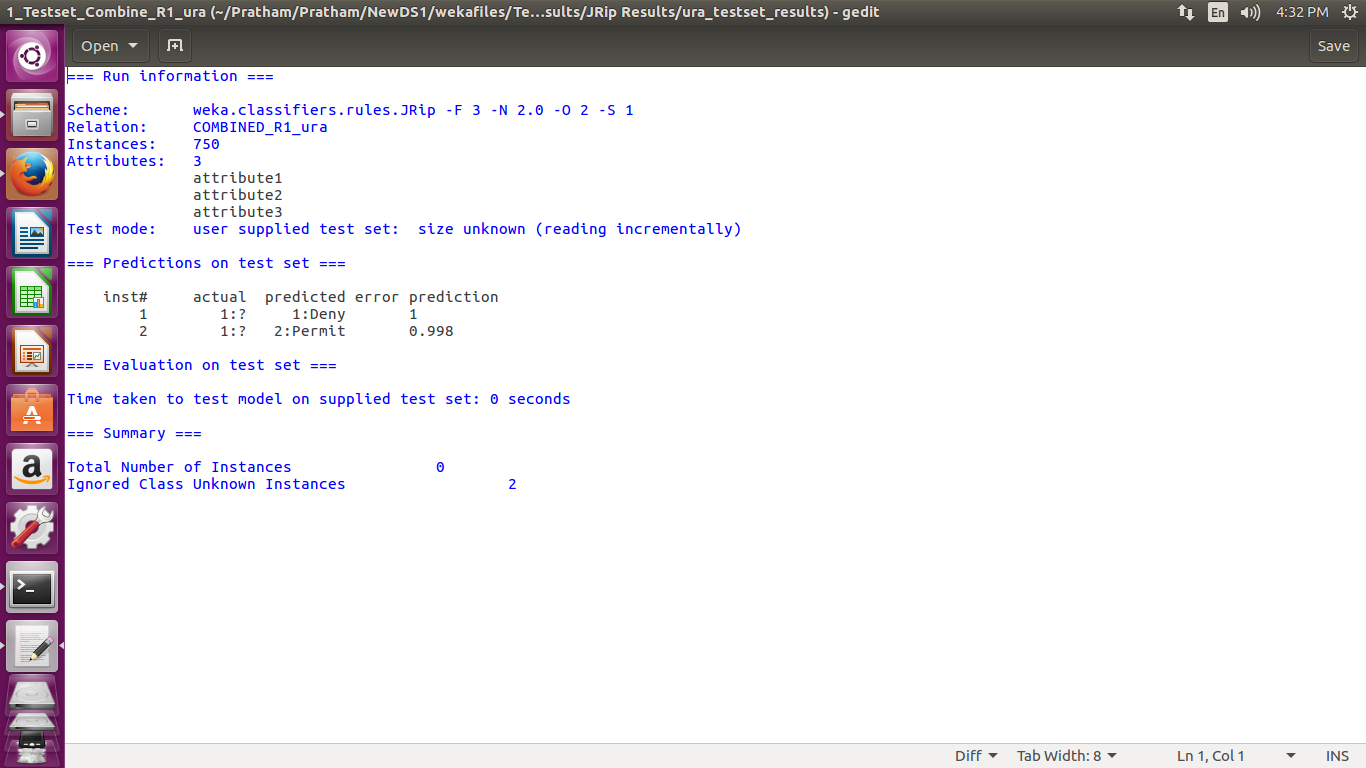 1_Testset_Combine_R1_ura (~/Pratham/Pratham/NewDS1/wekafiles/Te...sults/JRip Results/ura_testset_results) - gedit
En
4:32 PM
Open
Save
=== Run information ===
Scheme: weka.classifiers.rules.JRip -F 3 -N 2.0 -O 2 -S 1
Relation: COMBINED_R1_ura
Instances: 750
Attributes: 3
attribute1
attribute2
attribute3
Test mode: user supplied test set: size unknown (reading incrementally)
=== Predictions on test set ===
inst# actual predicted error prediction
1 1:? 1:Deny 1
2 1:? 2:Permit 0.998
=== Evaluation on test set ===
Time taken to test model on supplied test set: 0 seconds
=== Summary ===
Total Number of Instances 0
Ignored Class Unknown Instances 2
Diff
Tab Width: 8
Ln 1, Col 1
INS